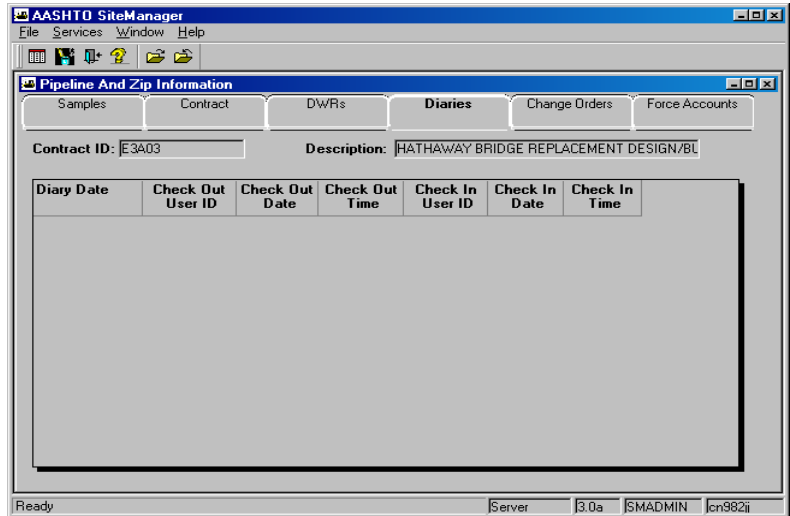 AASHTO SiteManager
File Services Window Help
Pipeline And Zip Information
Samples Contract DWRs Diaries Change Orders Force Accounts
Contract ID: E3A03 Description: HATHAWAY BRIDGE REPLACEMENT DESIGN/BU
Diary Date Check Out User ID Check Out Date Check Out Time Check In User ID Check In Date Check In Time
Ready Server 3.0a SMADMIN cn982jj